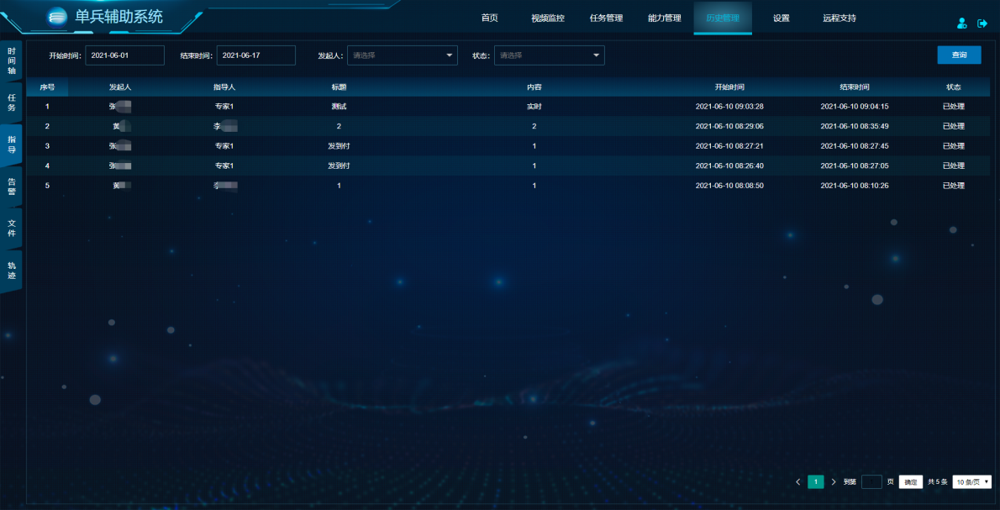 单兵辅助系统
首页 视频监控 任务管理 能力管理 历史管理 设置 远程支持
时间轴
任务
指导
告警
文件
轨迹
开始时间: 2021-06-01 结束时间: 2021-06-17 发起人: 请选择 状态: 请选择 查询
序号 发起人 指导人 标题 内容 开始时间 结束时间 状态
1 张 专家1 测试 实时 2021-06-10 09:03:28 2021-06-10 09:04:15 已处理
2 黄 李 2 2 2021-06-10 08:29:06 2021-06-10 08:35:49 已处理
3 张 专家1 发到付 1 2021-06-10 08:27:21 2021-06-10 08:27:45 已处理
4 张 专家1 发到付 1 2021-06-10 08:26:40 2021-06-10 08:27:05 已处理
5 黄 李 1 1 2021-06-10 08:08:50 2021-06-10 08:10:26 已处理
1 到第 页 确定 共 5 条 10 条/页